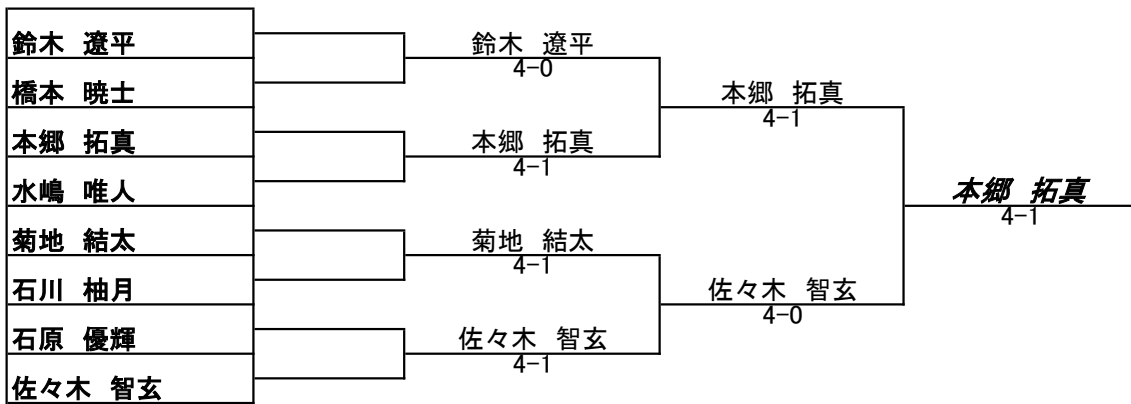 鈴木　遼平
橋本　暁士
本郷　拓真
水嶋　唯人
菊地　結太
石川　柚月
石原　優輝
佐々木　智玄
鈴木　遼平
4-0
本郷　拓真
4-1
菊地　結太
4-1
佐々木　智玄
4-1
本郷　拓真
4-1
佐々木　智玄
4-0
本郷　拓真
4-1